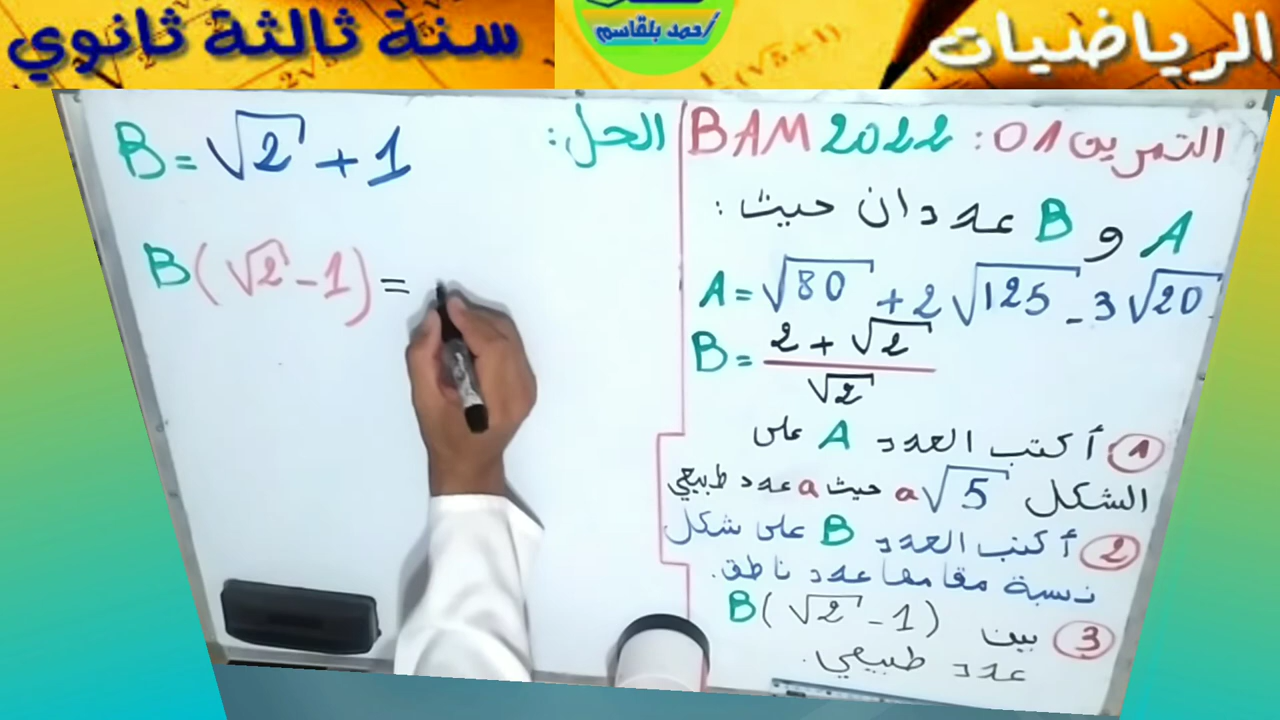 الرياضيات
أحمد بلقاسم
سنة ثالثة ثانوي
التمرين 01: BAM 2022
A و B عددان حيث:
A = √80 + 2√125 - 3√20
B = (2 + √2) / √2
1 أكتب العدد A على
الشكل a√5 حيث a عدد طبيعي
2 أكتب العدد B على شكل
نسبة مقامها عدد ناطق.
3 بين B(√2 - 1)
عدد طبيعي.
الحل:
B = √2 + 1
B(√2 - 1) =